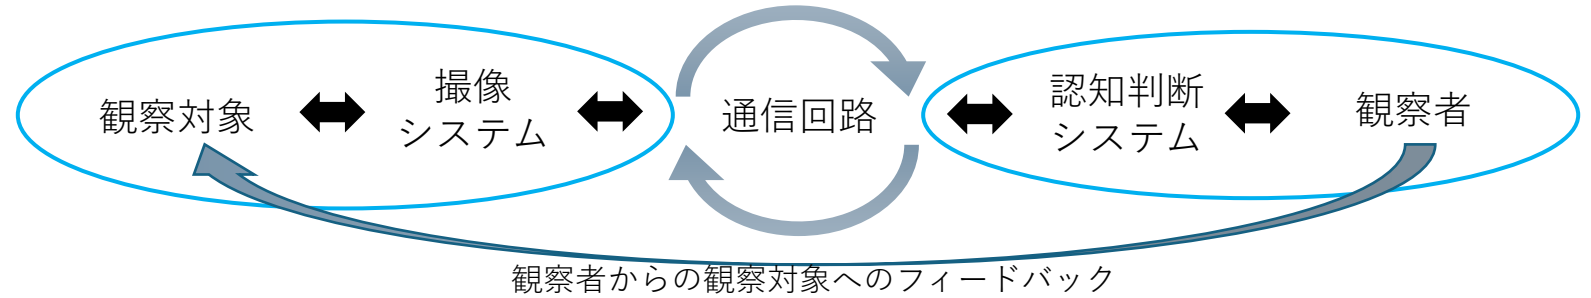 観察対象
撮像
システム
通信回路
認知判断
システム
観察者
観察者からの観察対象へのフィードバック